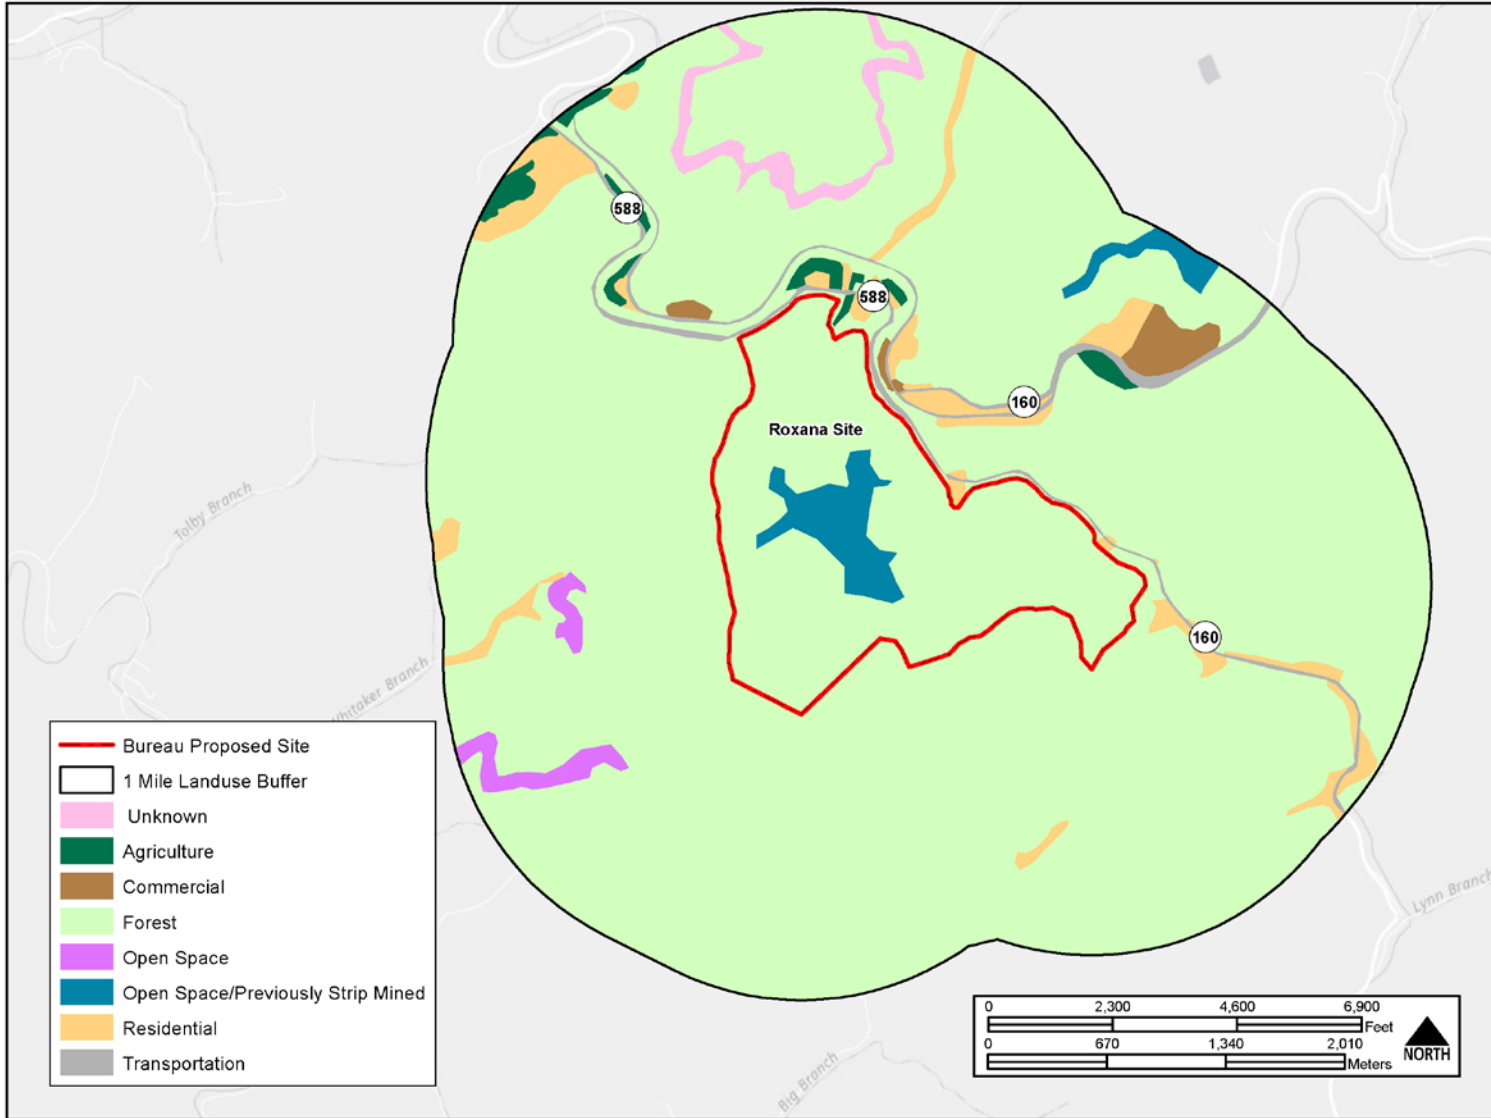 588
588
160
Roxana Site
160
Tolby Branch
Whitaker Branch
Lynn Branch
Big Branch
Bureau Proposed Site
1 Mile Landuse Buffer
Unknown
Agriculture
Commercial
Forest
Open Space
Open Space/Previously Strip Mined
Residential
Transportation
0 2,300 4,600 6,900
Feet
0 670 1,340 2,010
Meters
NORTH